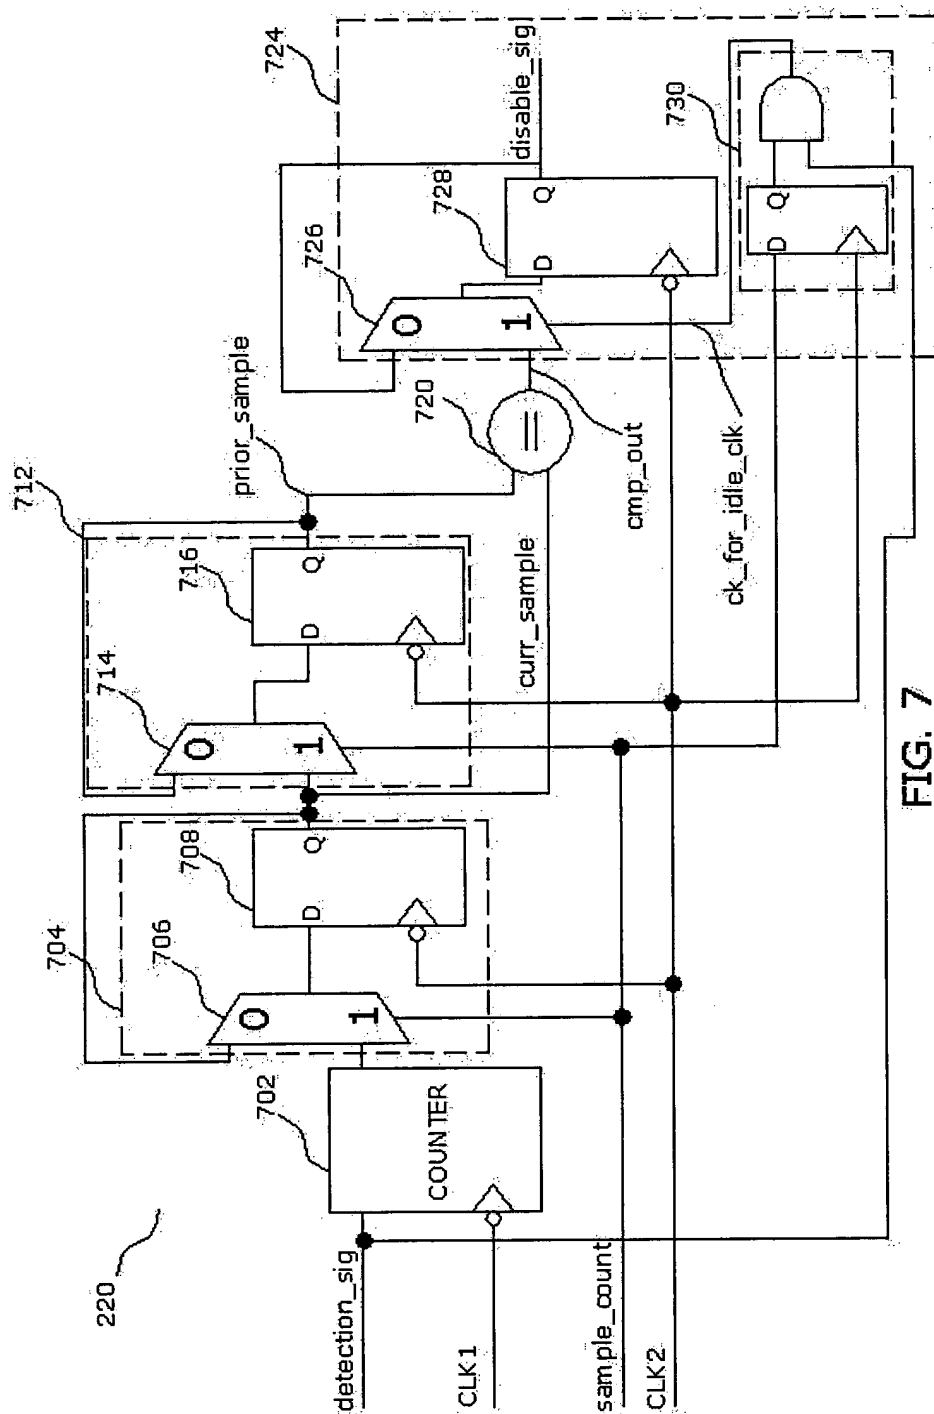 220
detection_sig
CLK1
sample_count
CLK2
702
COUNTER
704
706
0
1
708
D
Q
712
714
0
1
716
D
Q
prior_sample
curr_sample
720
=
cmp_out
ck_for_idle_clk
724
726
0
1
728
D
Q
disable_sig
730
D
Q
FIG. 7